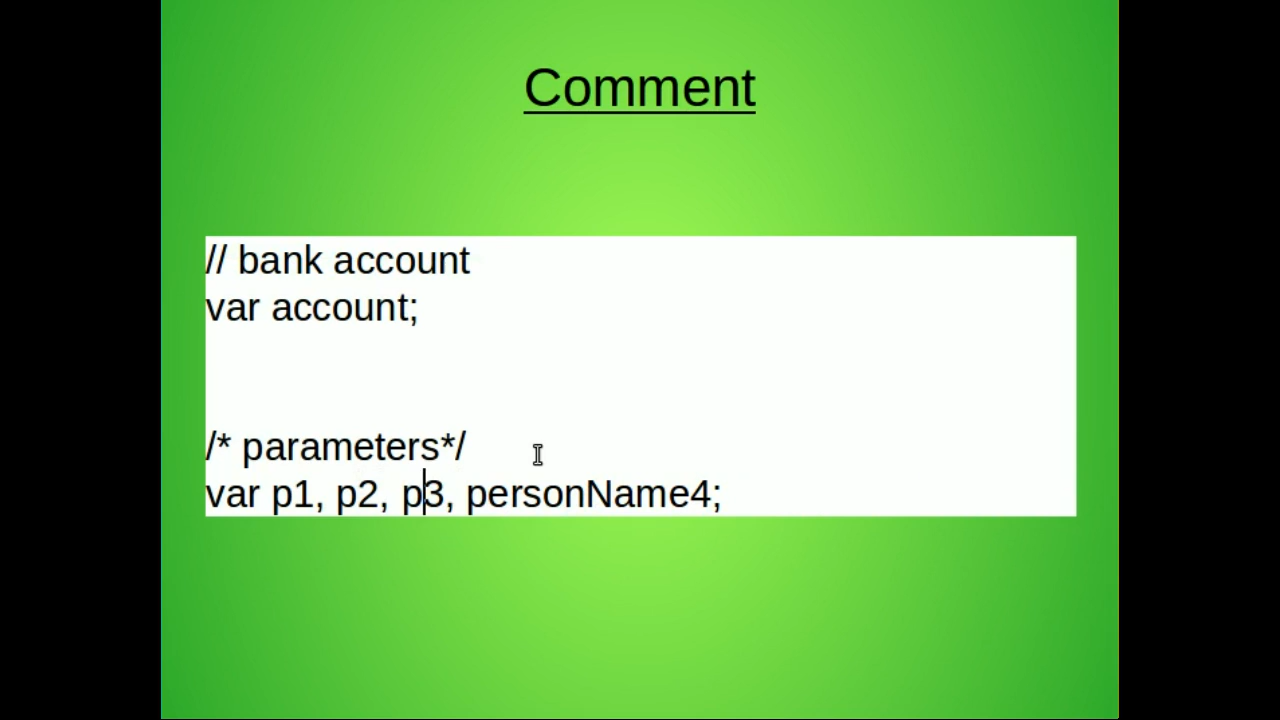 Comment
// bank account
var account;
/* parameters*/
var p1, p2, p3, personName4;